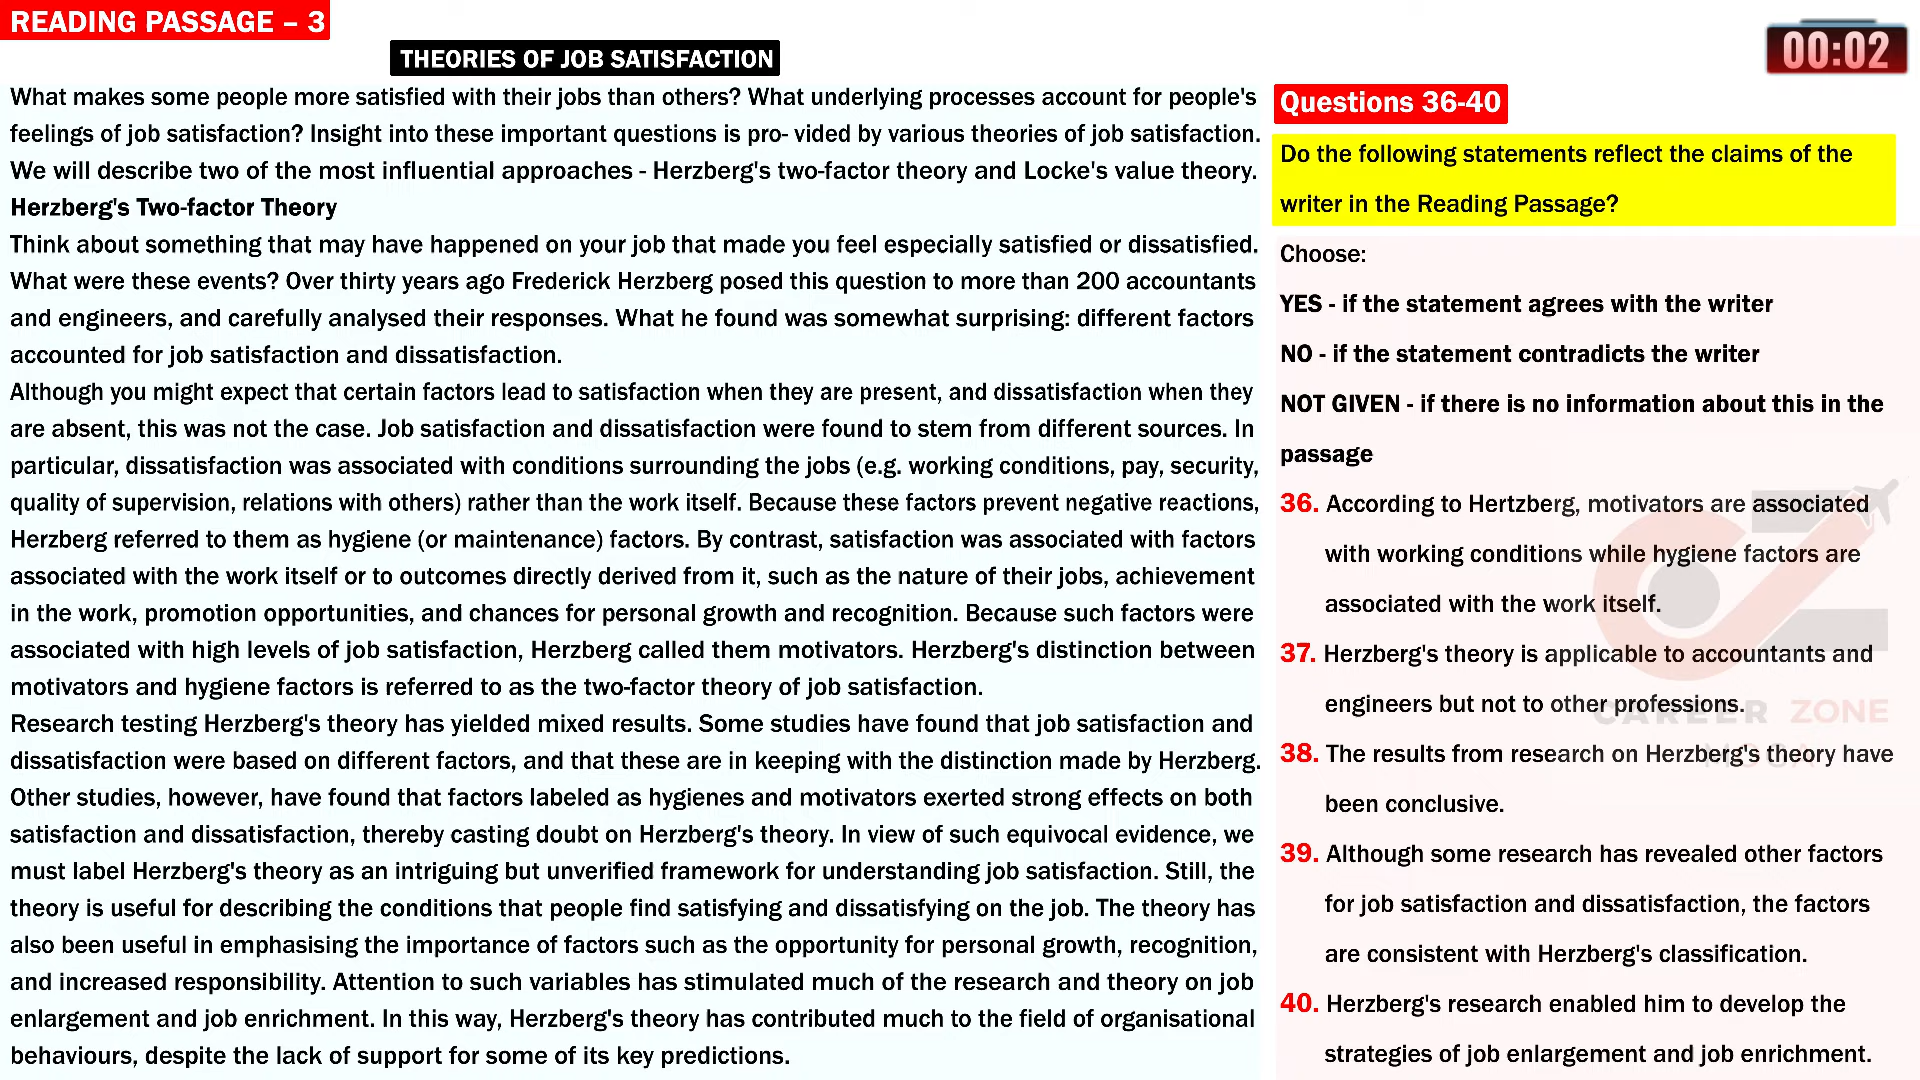 READING PASSAGE – 3
THEORIES OF JOB SATISFACTION
What makes some people more satisfied with their jobs than others? What underlying processes account for people's
feelings of job satisfaction? Insight into these important questions is pro- vided by various theories of job satisfaction.
We will describe two of the most influential approaches - Herzberg's two-factor theory and Locke's value theory.
Herzberg's Two-factor Theory
Think about something that may have happened on your job that made you feel especially satisfied or dissatisfied.
What were these events? Over thirty years ago Frederick Herzberg posed this question to more than 200 accountants
and engineers, and carefully analysed their responses. What he found was somewhat surprising: different factors
accounted for job satisfaction and dissatisfaction.
Although you might expect that certain factors lead to satisfaction when they are present, and dissatisfaction when they
are absent, this was not the case. Job satisfaction and dissatisfaction were found to stem from different sources. In
particular, dissatisfaction was associated with conditions surrounding the jobs (e.g. working conditions, pay, security,
quality of supervision, relations with others) rather than the work itself. Because these factors prevent negative reactions,
Herzberg referred to them as hygiene (or maintenance) factors. By contrast, satisfaction was associated with factors
associated with the work itself or to outcomes directly derived from it, such as the nature of their jobs, achievement
in the work, promotion opportunities, and chances for personal growth and recognition. Because such factors were
associated with high levels of job satisfaction, Herzberg called them motivators. Herzberg's distinction between
motivators and hygiene factors is referred to as the two-factor theory of job satisfaction.
Research testing Herzberg's theory has yielded mixed results. Some studies have found that job satisfaction and
dissatisfaction were based on different factors, and that these are in keeping with the distinction made by Herzberg.
Other studies, however, have found that factors labeled as hygienes and motivators exerted strong effects on both
satisfaction and dissatisfaction, thereby casting doubt on Herzberg's theory. In view of such equivocal evidence, we
must label Herzberg's theory as an intriguing but unverified framework for understanding job satisfaction. Still, the
theory is useful for describing the conditions that people find satisfying and dissatisfying on the job. The theory has
also been useful in emphasising the importance of factors such as the opportunity for personal growth, recognition,
and increased responsibility. Attention to such variables has stimulated much of the research and theory on job
enlargement and job enrichment. In this way, Herzberg's theory has contributed much to the field of organisational
behaviours, despite the lack of support for some of its key predictions.
00:02
Questions 36-40
Do the following statements reflect the claims of the
writer in the Reading Passage?
Choose:
YES - if the statement agrees with the writer
NO - if the statement contradicts the writer
NOT GIVEN - if there is no information about this in the
passage
36. According to Hertzberg, motivators are associated
with working conditions while hygiene factors are
associated with the work itself.
37. Herzberg's theory is applicable to accountants and
engineers but not to other professions.
CAREER ZONE
38. The results from research on Herzberg's theory have
been conclusive.
39. Although some research has revealed other factors
for job satisfaction and dissatisfaction, the factors
are consistent with Herzberg's classification.
40. Herzberg's research enabled him to develop the
strategies of job enlargement and job enrichment.